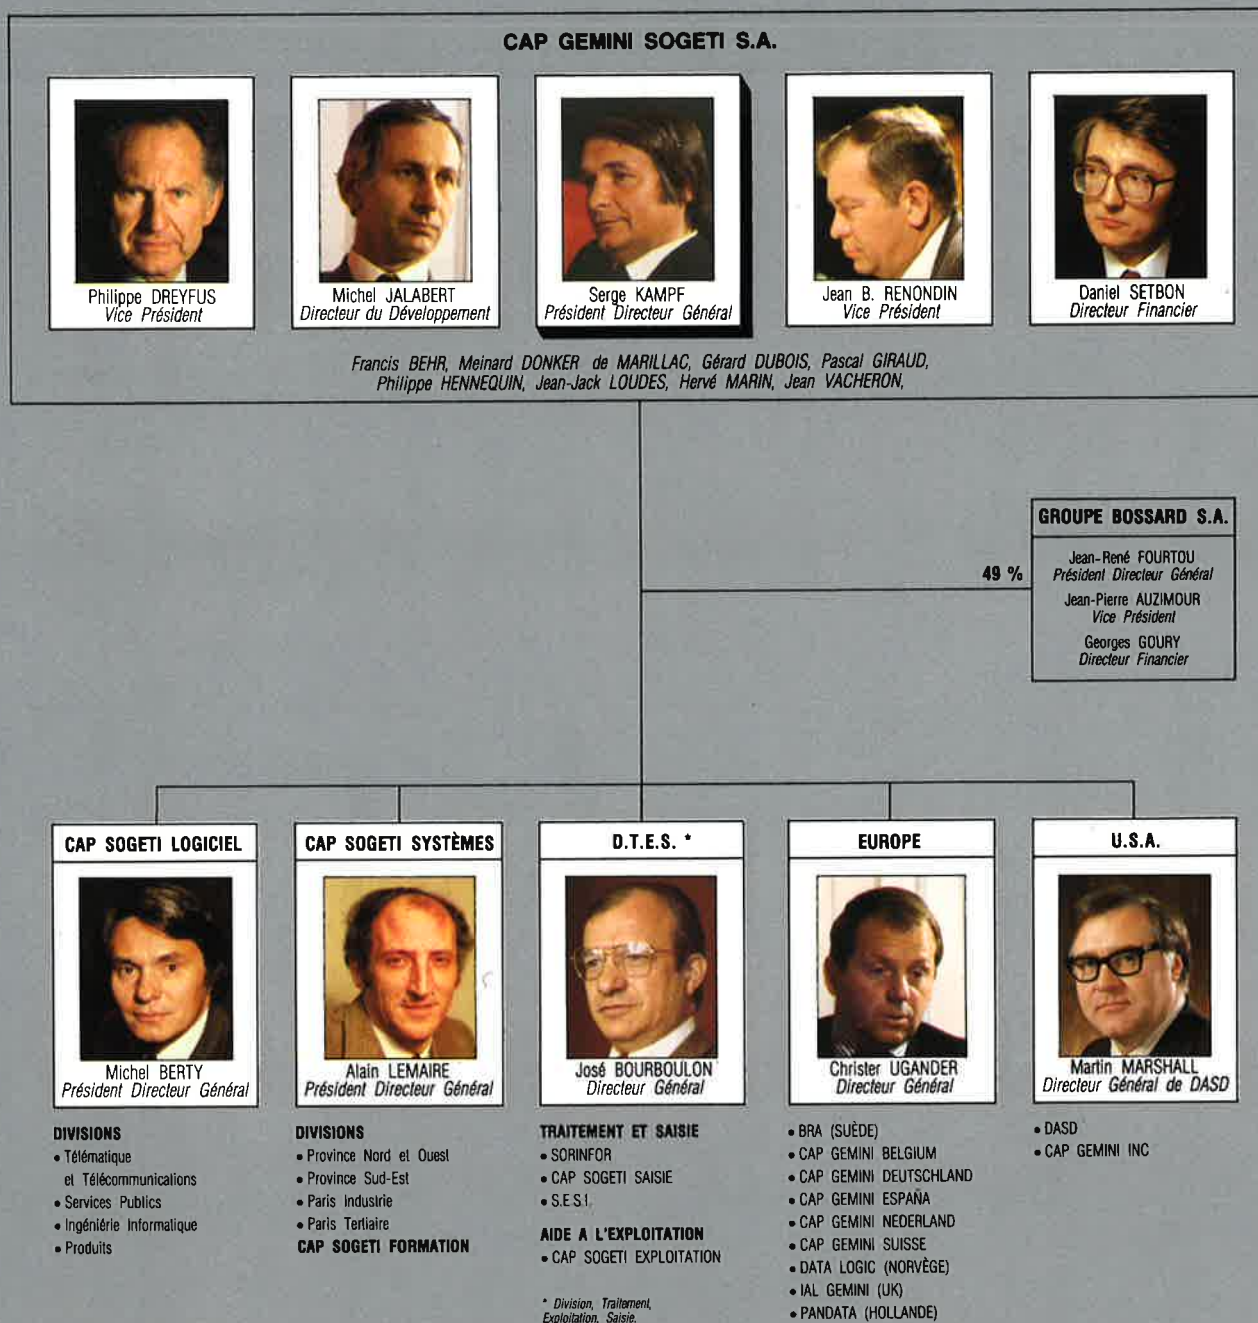 CAP GEMINI SOGETI S.A.
Philippe DREYFUS
Vice Président
Michel JALABERT
Directeur du Développement
Serge KAMPF
Président Directeur Général
Jean B. RENONDIN
Vice Président
Daniel SETBON
Directeur Financier
Francis BEHR, Meinard DONKER de MARILLAC, Gérard DUBOIS, Pascal GIRAUD,
Philippe HENNEQUIN, Jean-Jack LOUDES, Hervé MARIN, Jean VACHERON,
49 %
GROUPE BOSSARD S.A.
Jean-René FOURTOU
Président Directeur Général
Jean-Pierre AUZIMOUR
Vice Président
Georges GOURY
Directeur Financier
CAP SOGETI LOGICIEL
Michel BERTY
Président Directeur Général
DIVISIONS
• Télématique
et Télécommunications
• Services Publics
• Ingéniérie Informatique
• Produits
CAP SOGETI SYSTÈMES
Alain LEMAIRE
Président Directeur Général
DIVISIONS
• Province Nord et Ouest
• Province Sud-Est
• Paris Industrie
• Paris Tertiaire
CAP SOGETI FORMATION
D.T.E.S. *
José BOURBOULON
Directeur Général
TRAITEMENT ET SAISIE
• SORINFOR
• CAP SOGETI SAISIE
• S.E.S.I.
AIDE A L'EXPLOITATION
• CAP SOGETI EXPLOITATION
* Division, Traitement,
Exploitation, Saisie.
EUROPE
Christer UGANDER
Directeur Général
• BRA (SUÈDE)
• CAP GEMINI BELGIUM
• CAP GEMINI DEUTSCHLAND
• CAP GEMINI ESPAÑA
• CAP GEMINI NEDERLAND
• CAP GEMINI SUISSE
• DATA LOGIC (NORVÈGE)
• IAL GEMINI (UK)
• PANDATA (HOLLANDE)
U.S.A.
Martin MARSHALL
Directeur Général de DASD
• DASD
• CAP GEMINI INC